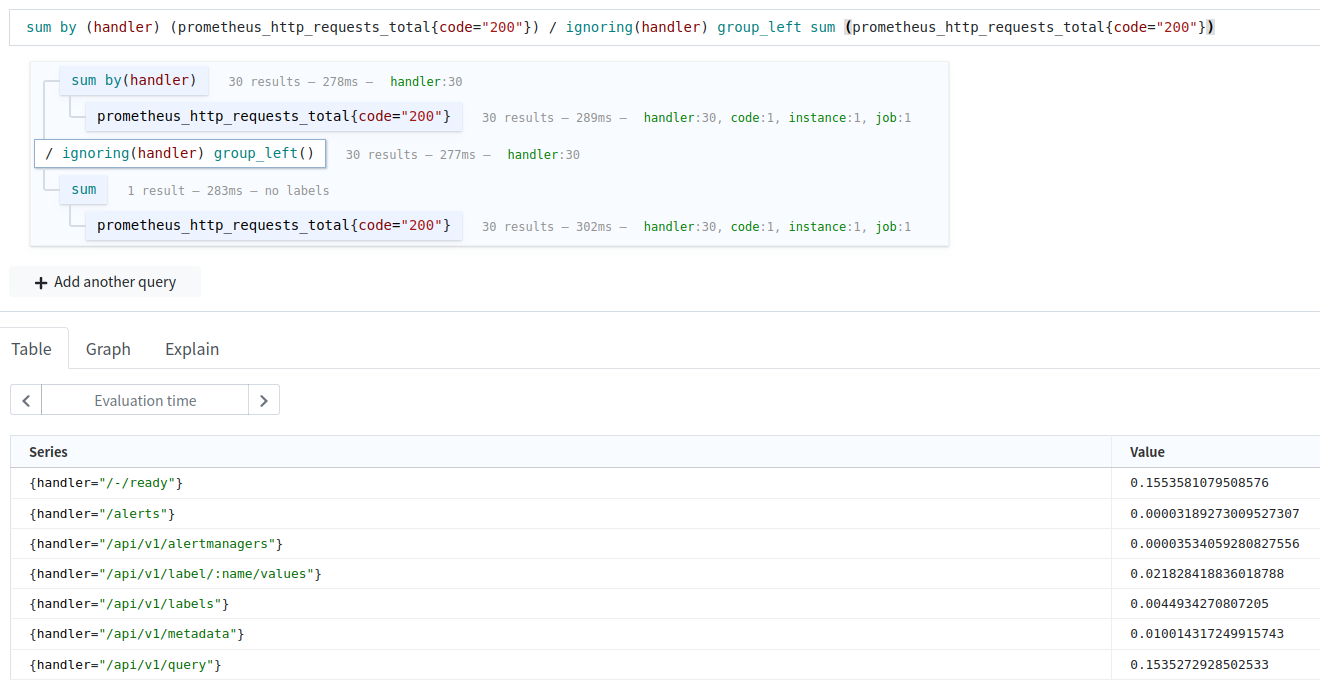 sum by (handler) (prometheus_http_requests_total{code="200"}) / ignoring(handler) group_left sum (prometheus_http_requests_total{code="200"})
sum by(handler) 30 results – 278ms – handler:30
prometheus_http_requests_total{code="200"} 30 results – 289ms – handler:30, code:1, instance:1, job:1
/ ignoring(handler) group_left() 30 results – 277ms – handler:30
sum 1 result – 283ms – no labels
prometheus_http_requests_total{code="200"} 30 results – 302ms – handler:30, code:1, instance:1, job:1
+ Add another query
Table Graph Explain
Evaluation time
Series Value
{handler="/-/ready"} 0.1553581079508576
{handler="/alerts"} 0.00003189273009527307
{handler="/api/v1/alertmanagers"} 0.00003534059280827556
{handler="/api/v1/label/:name/values"} 0.021828418836018788
{handler="/api/v1/labels"} 0.0044934270807205
{handler="/api/v1/metadata"} 0.010014317249915743
{handler="/api/v1/query"} 0.1535272928502533